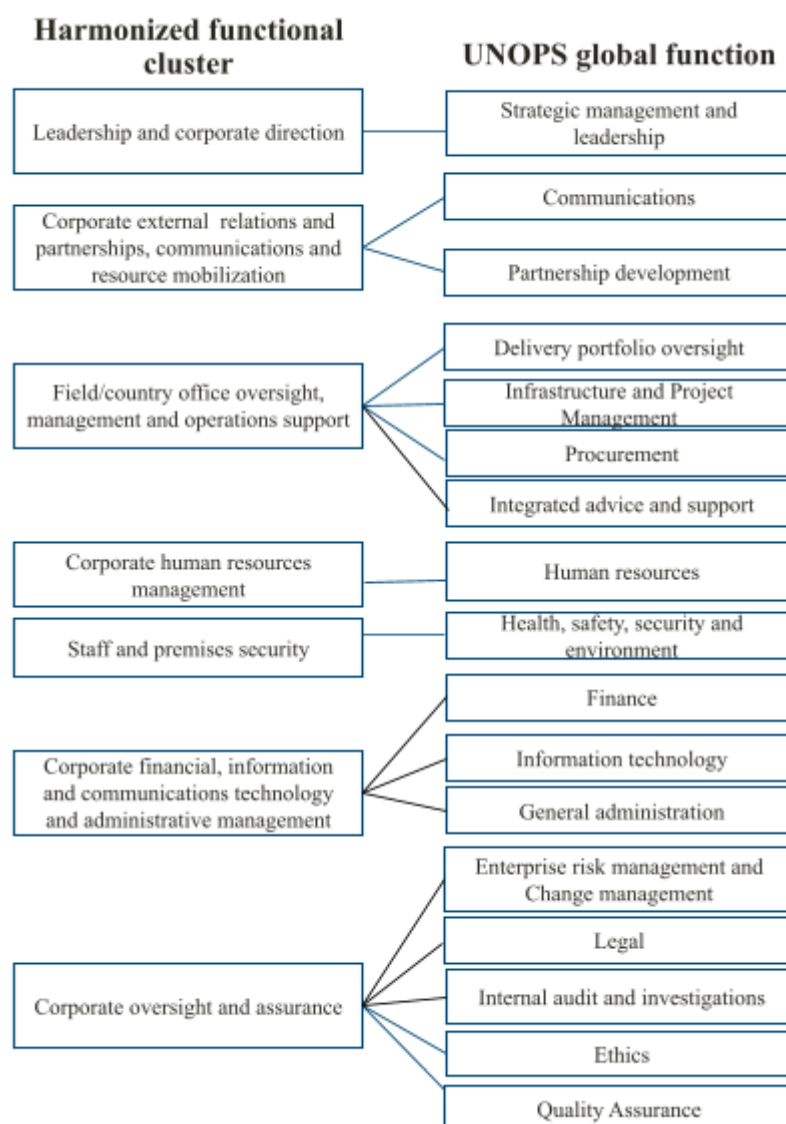 Harmonized functional
cluster
UNOPS global function
Leadership and corporate direction
Strategic management and
leadership
Corporate external relations and
partnerships, communications and
resource mobilization
Communications
Partnership development
Field/country office oversight,
management and operations support
Delivery portfolio oversight
Infrastructure and Project
Management
Procurement
Integrated advice and support
Corporate human resources
management
Human resources
Staff and premises security
Health, safety, security and
environment
Corporate financial, information
and communications technology
and administrative management
Finance
Information technology
General administration
Corporate oversight and assurance
Enterprise risk management and
Change management
Legal
Internal audit and investigations
Ethics
Quality Assurance